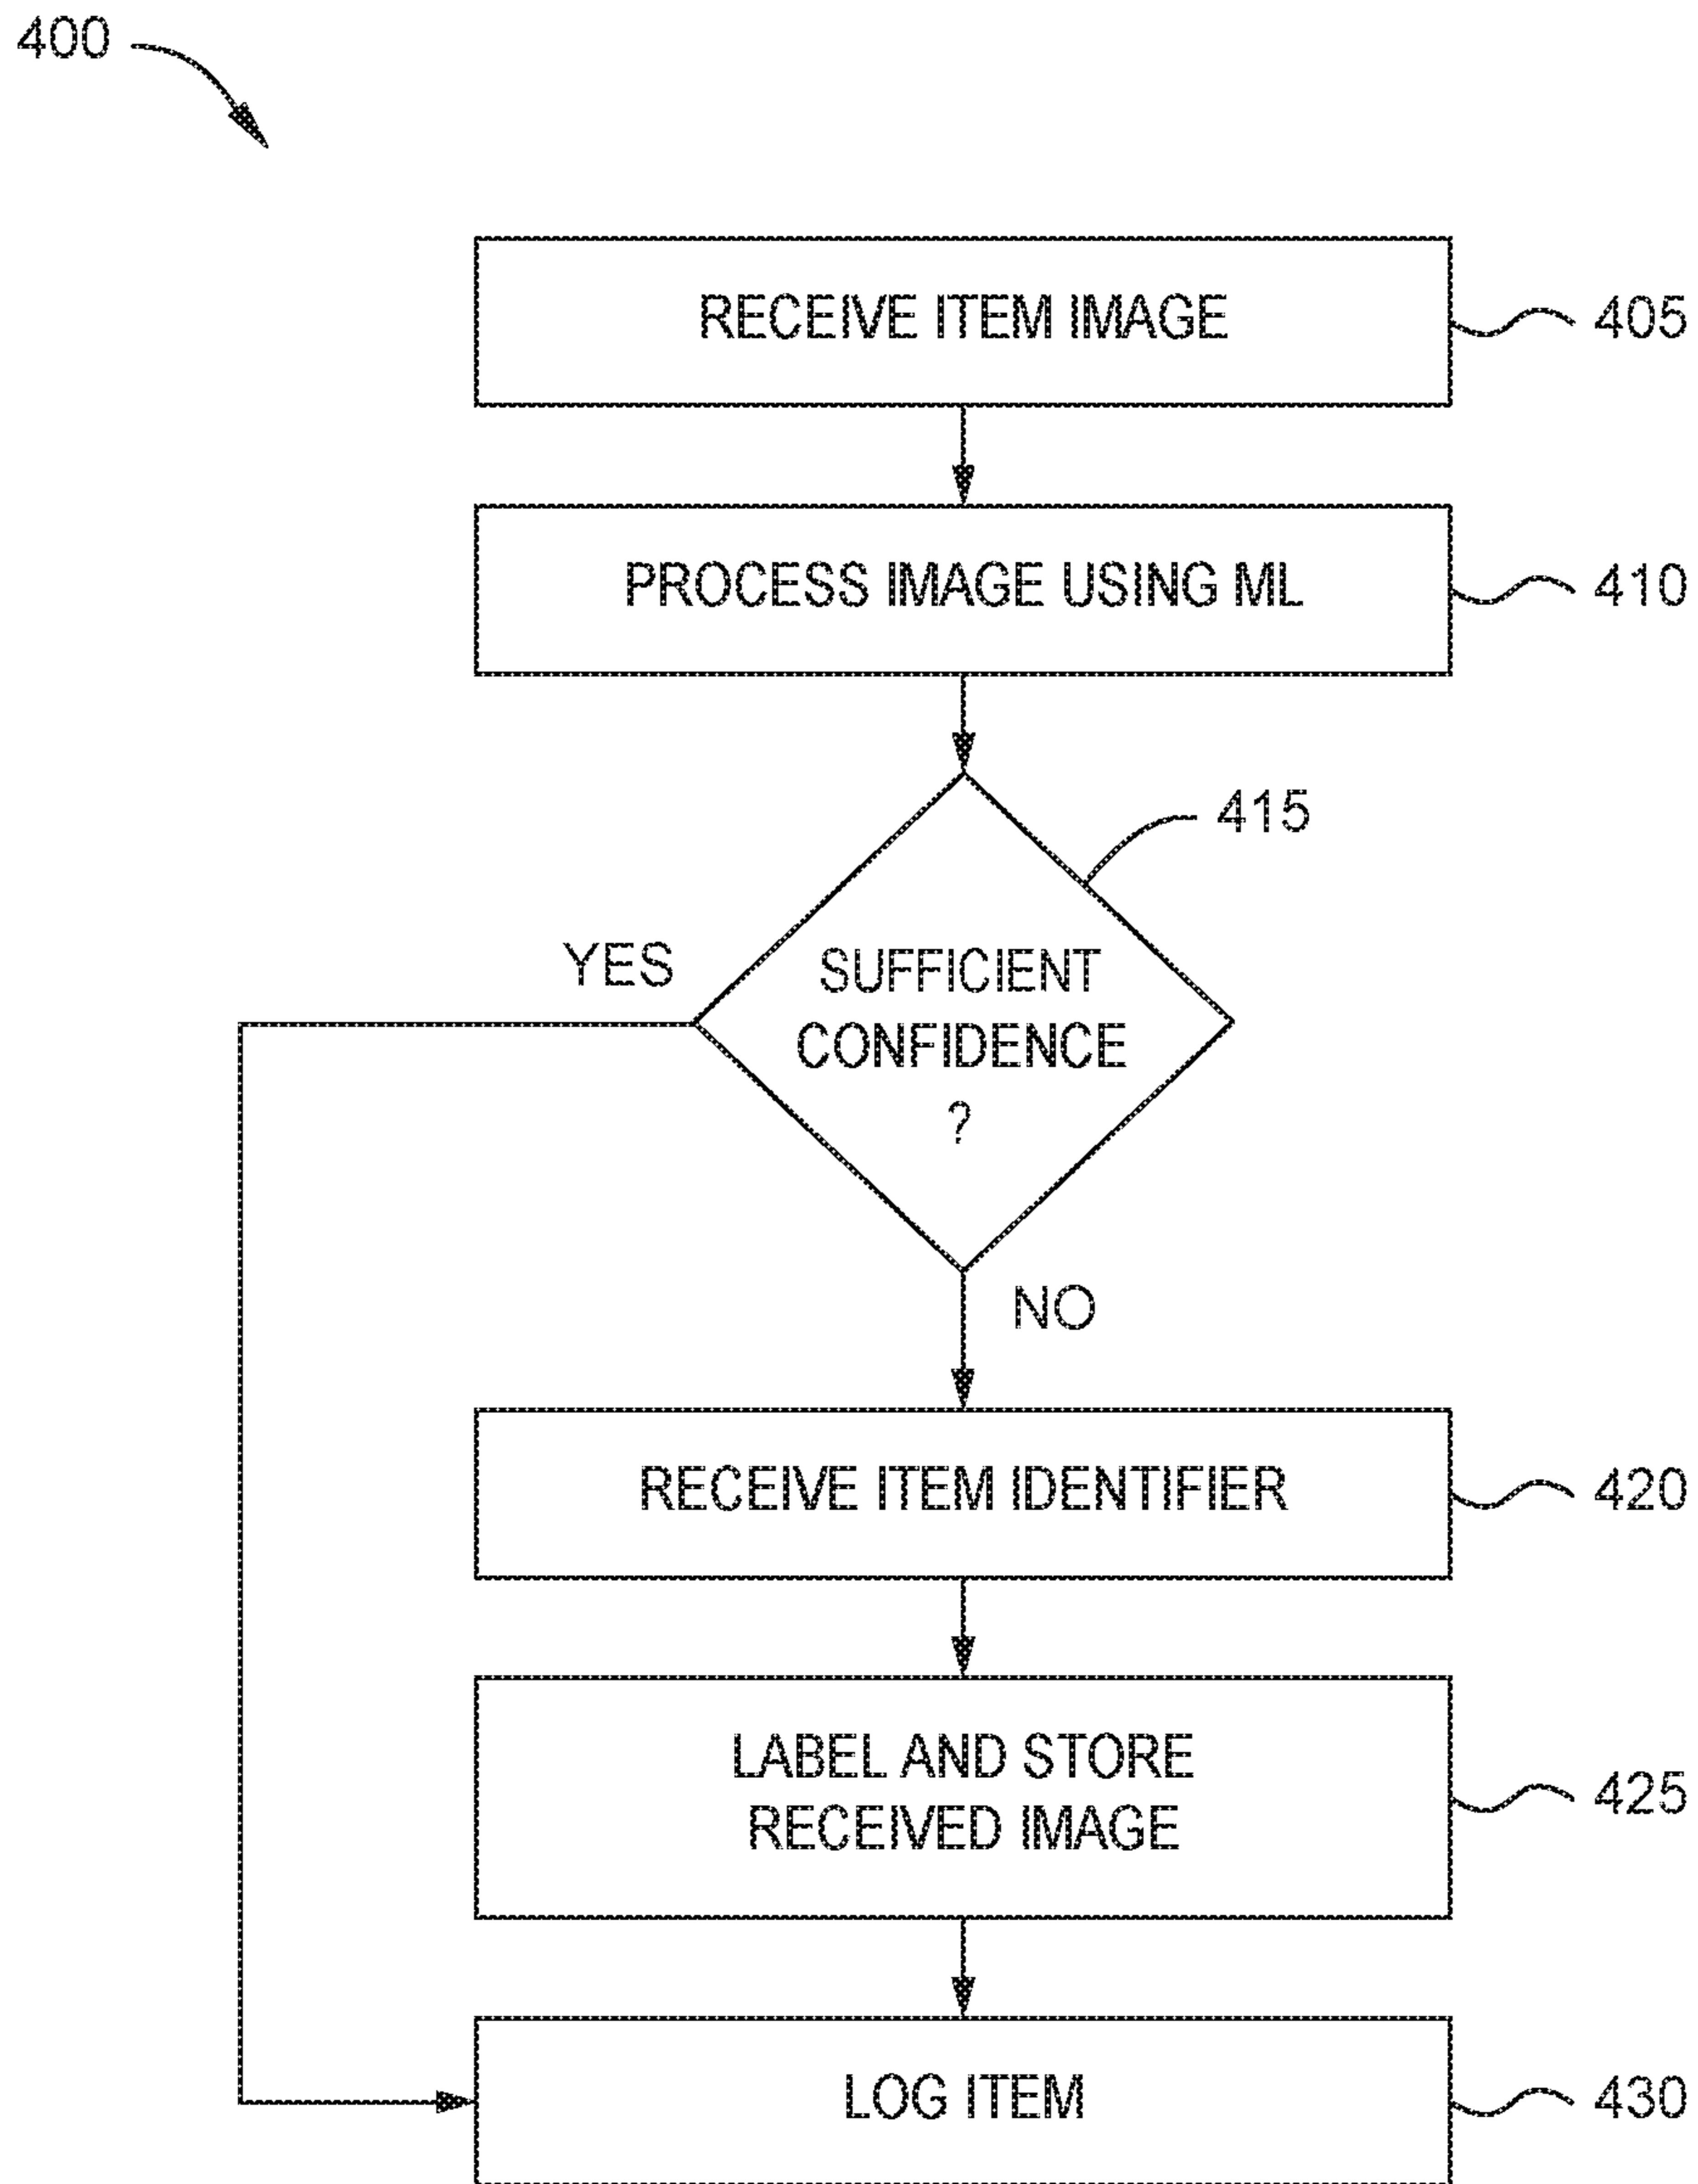 400
RECEIVE ITEM IMAGE
405
PROCESS IMAGE USING ML
410
415
YES
SUFFICIENT
CONFIDENCE
?
NO
RECEIVE ITEM IDENTIFIER
420
LABEL AND STORE
RECEIVED IMAGE
425
LOG ITEM
430